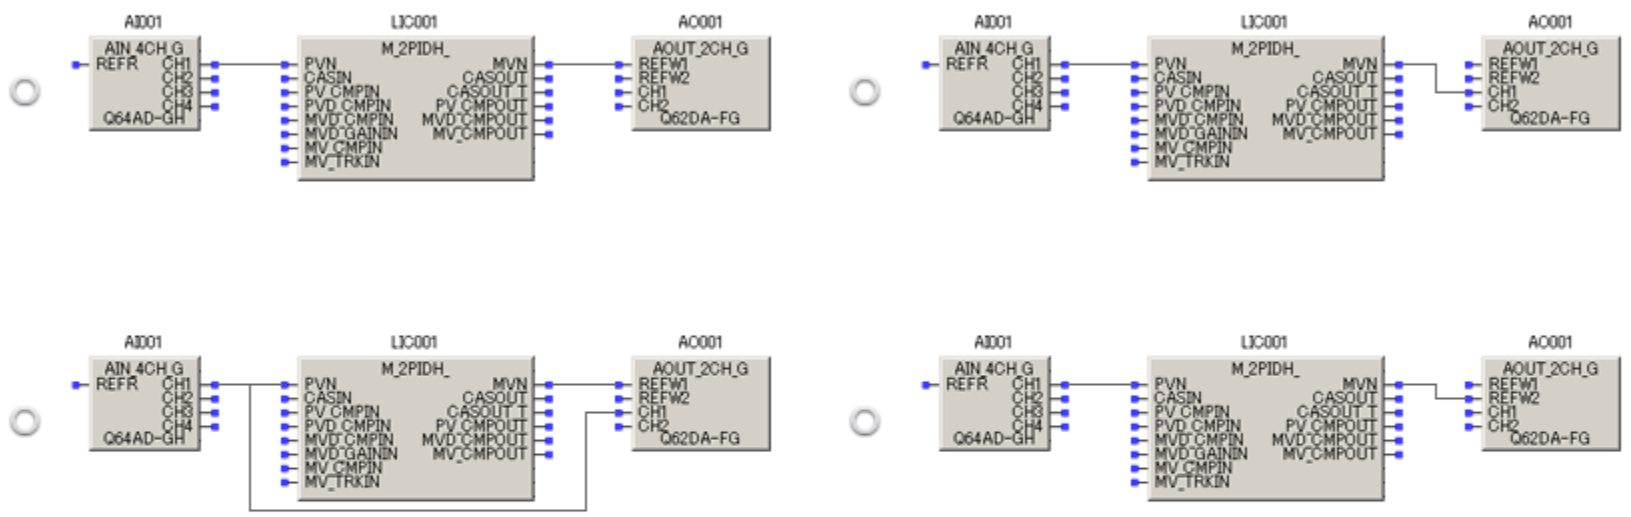 AI001
LIC001
AO001
AIN_4CH_G
REFR CH1
CH2
CH3
CH4
Q64AD-GH
M_2PIDH_
PVN MVN
CASIN CASOUT
PV_CMPIN CASOUT_T
PVD_CMPIN PV_CMPOUT
MVD_CMPIN MVD_CMPOUT
MVD_GAININ MV_CMPOUT
MV_CMPIN
MV_TRKIN
AOUT_2CH_G
REFW1
REFW2
CH1
CH2
Q62DA-FG
AI001
LIC001
AO001
AIN_4CH_G
REFR CH1
CH2
CH3
CH4
Q64AD-GH
M_2PIDH_
PVN MVN
CASIN CASOUT
PV_CMPIN CASOUT_T
PVD_CMPIN PV_CMPOUT
MVD_CMPIN MVD_CMPOUT
MVD_GAININ MV_CMPOUT
MV_CMPIN
MV_TRKIN
AOUT_2CH_G
REFW1
REFW2
CH1
CH2
Q62DA-FG
AI001
LIC001
AO001
AIN_4CH_G
REFR CH1
CH2
CH3
CH4
Q64AD-GH
M_2PIDH_
PVN MVN
CASIN CASOUT
PV_CMPIN CASOUT_T
PVD_CMPIN PV_CMPOUT
MVD_CMPIN MVD_CMPOUT
MVD_GAININ MV_CMPOUT
MV_CMPIN
MV_TRKIN
AOUT_2CH_G
REFW1
REFW2
CH1
CH2
Q62DA-FG
AI001
LIC001
AO001
AIN_4CH_G
REFR CH1
CH2
CH3
CH4
Q64AD-GH
M_2PIDH_
PVN MVN
CASIN CASOUT
PV_CMPIN CASOUT_T
PVD_CMPIN PV_CMPOUT
MVD_CMPIN MVD_CMPOUT
MVD_GAININ MV_CMPOUT
MV_CMPIN
MV_TRKIN
AOUT_2CH_G
REFW1
REFW2
CH1
CH2
Q62DA-FG